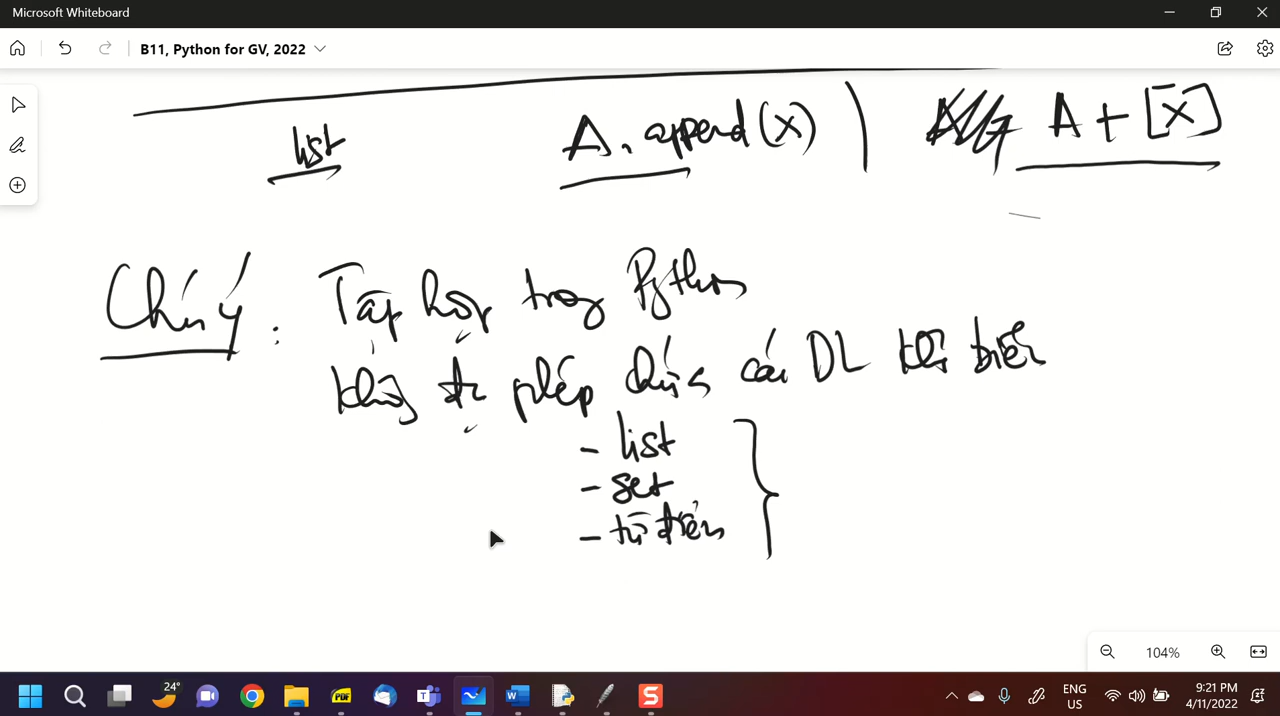 Microsoft Whiteboard
B11, Python for GV, 2022
list A.append(x) A + [x]
Chú ý: Tập hợp trong Python
không đc phép chứa các DL khả biến
- list
- set
- từ điển
104%
24°
ENG
US
9:21 PM
4/11/2022